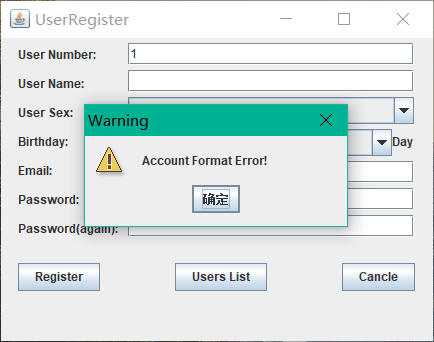 UserRegister
User Number: 1
User Name:
User Sex:
Warning
Birthday: Day
Account Format Error!
Email:
Password:
确定
Password(again):
Register Users List Cancle